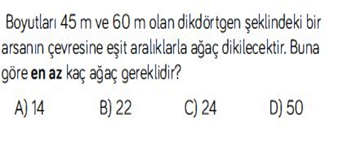 Boyutları 45 m ve 60 m olan dikdörtgen şeklindeki bir
arsanın çevresine eşit aralıklarla ağaç dikilecektir. Buna
göre en az kaç ağaç gereklidir?
A) 14 B) 22 C) 24 D) 50